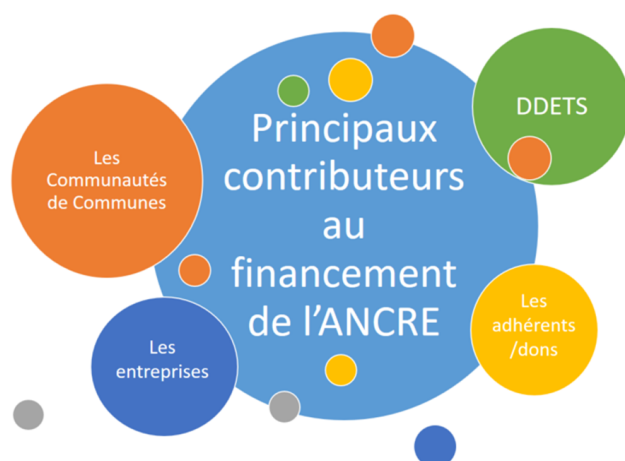 Principaux
contributeurs
au
financement
de l'ANCRE
Les
Communautés
de Communes
DDETS
Les
entreprises
Les
adhérents
/dons